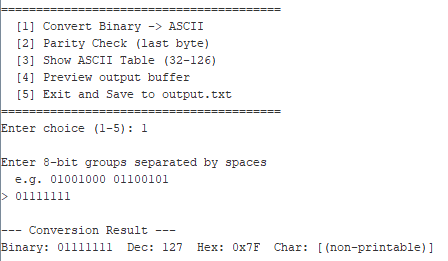 ========================================
[1] Convert Binary -> ASCII
[2] Parity Check (last byte)
[3] Show ASCII Table (32-126)
[4] Preview output buffer
[5] Exit and Save to output.txt
========================================
Enter choice (1-5): 1
Enter 8-bit groups separated by spaces
e.g. 01001000 01100101
> 01111111
--- Conversion Result ---
Binary: 01111111  Dec: 127  Hex: 0x7F  Char: [(non-printable)]